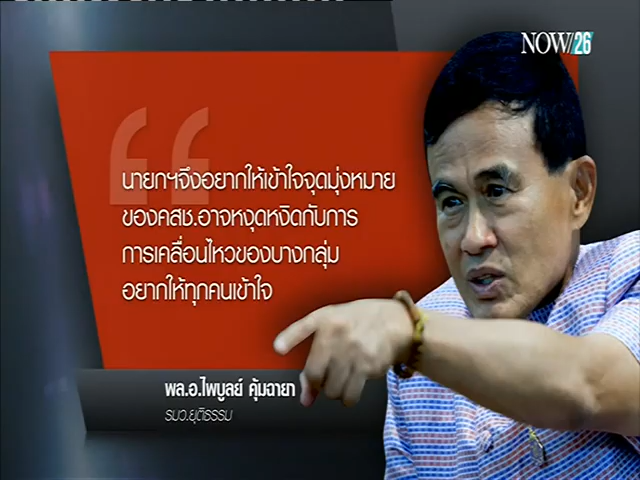 NOW 26
นายกฯจึงอยากให้เข้าใจจุดมุ่งหมาย
ของคสช.อาจหงุดหงิดกับการ
การเคลื่อนไหวของบางกลุ่ม
อยากให้ทุกคนเข้าใจ
พล.อ.ไพบูลย์ คุ้มฉายา
รมว.ยุติธรรม